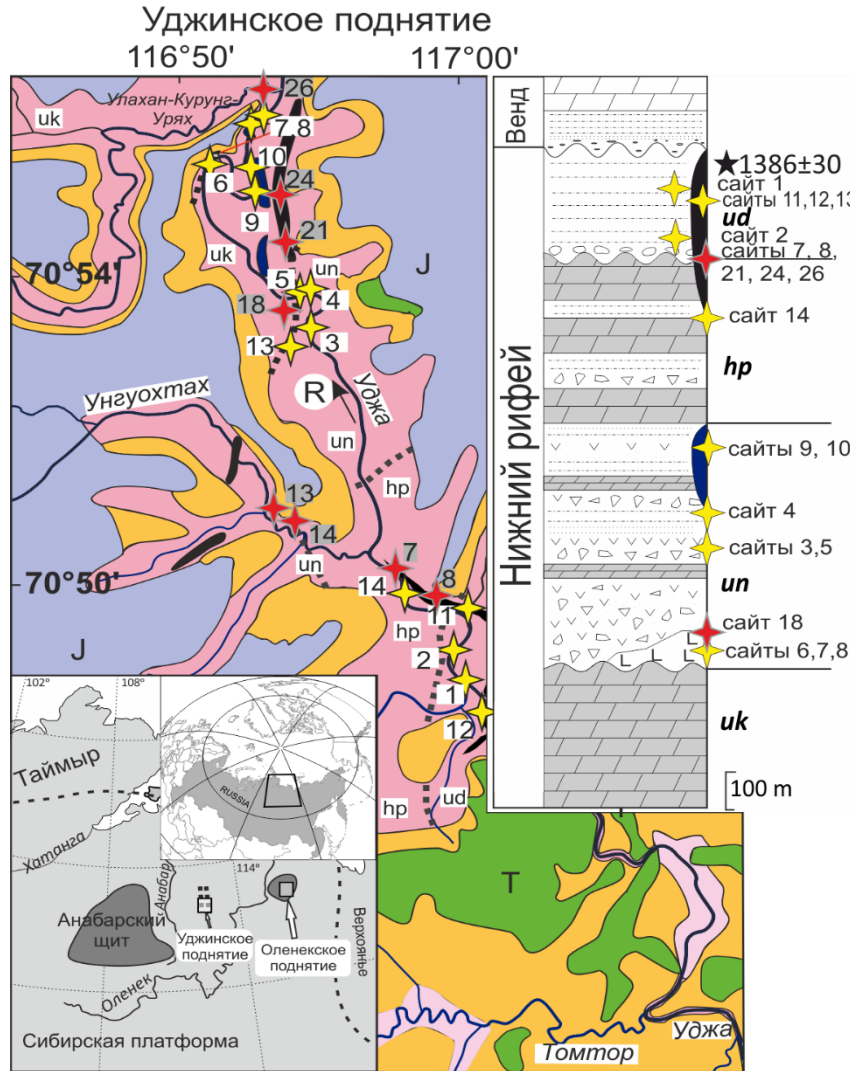 Уджинское поднятие
116°50'
117°00'
Улахан-Курунг-
Урях
uk
26
7,8
10
6
24
9
21
uk
un
J
70°54'
5
4
18
3
13
Унгуохтах
R
Уджа
un
hp
13
14
un
70°50'
7
14
8
11
hp
J
2
1
12
hp
ud
Венд
Нижний рифей
★1386±30
сайт 1
сайты 11,12,13
ud
сайт 2
сайты 7, 8,
21, 24, 26
сайт 14
hp
сайты 9, 10
сайт 4
сайты 3,5
un
сайт 18
L
L L L
сайты 6,7,8
uk
100 m
102°
108°
Таймыр
Хатанга
RUSSIA
114°
Анабар
Анабарский
щит
Уджинское
поднятие
Оленекское
поднятие
Верхоянье
Оленек
Сибирская платформа
T
Уджа
Томтор